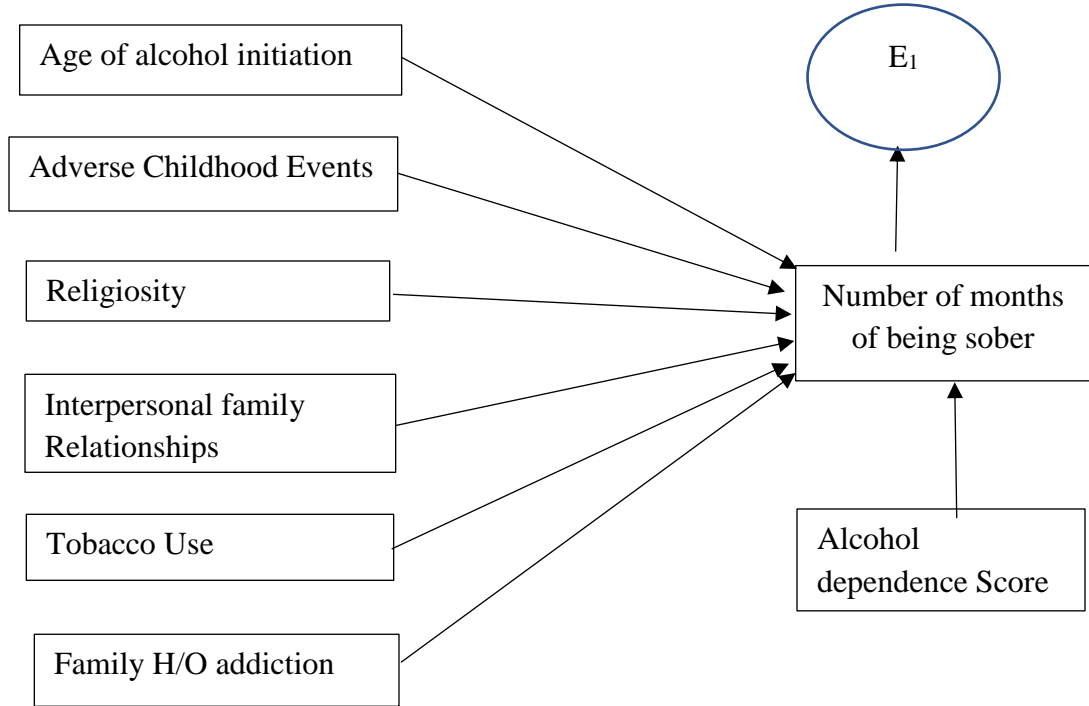 Age of alcohol initiation
E₁
Adverse Childhood Events
Religiosity
Number of months
of being sober
Interpersonal family
Relationships
Tobacco Use
Alcohol
dependence Score
Family H/O addiction